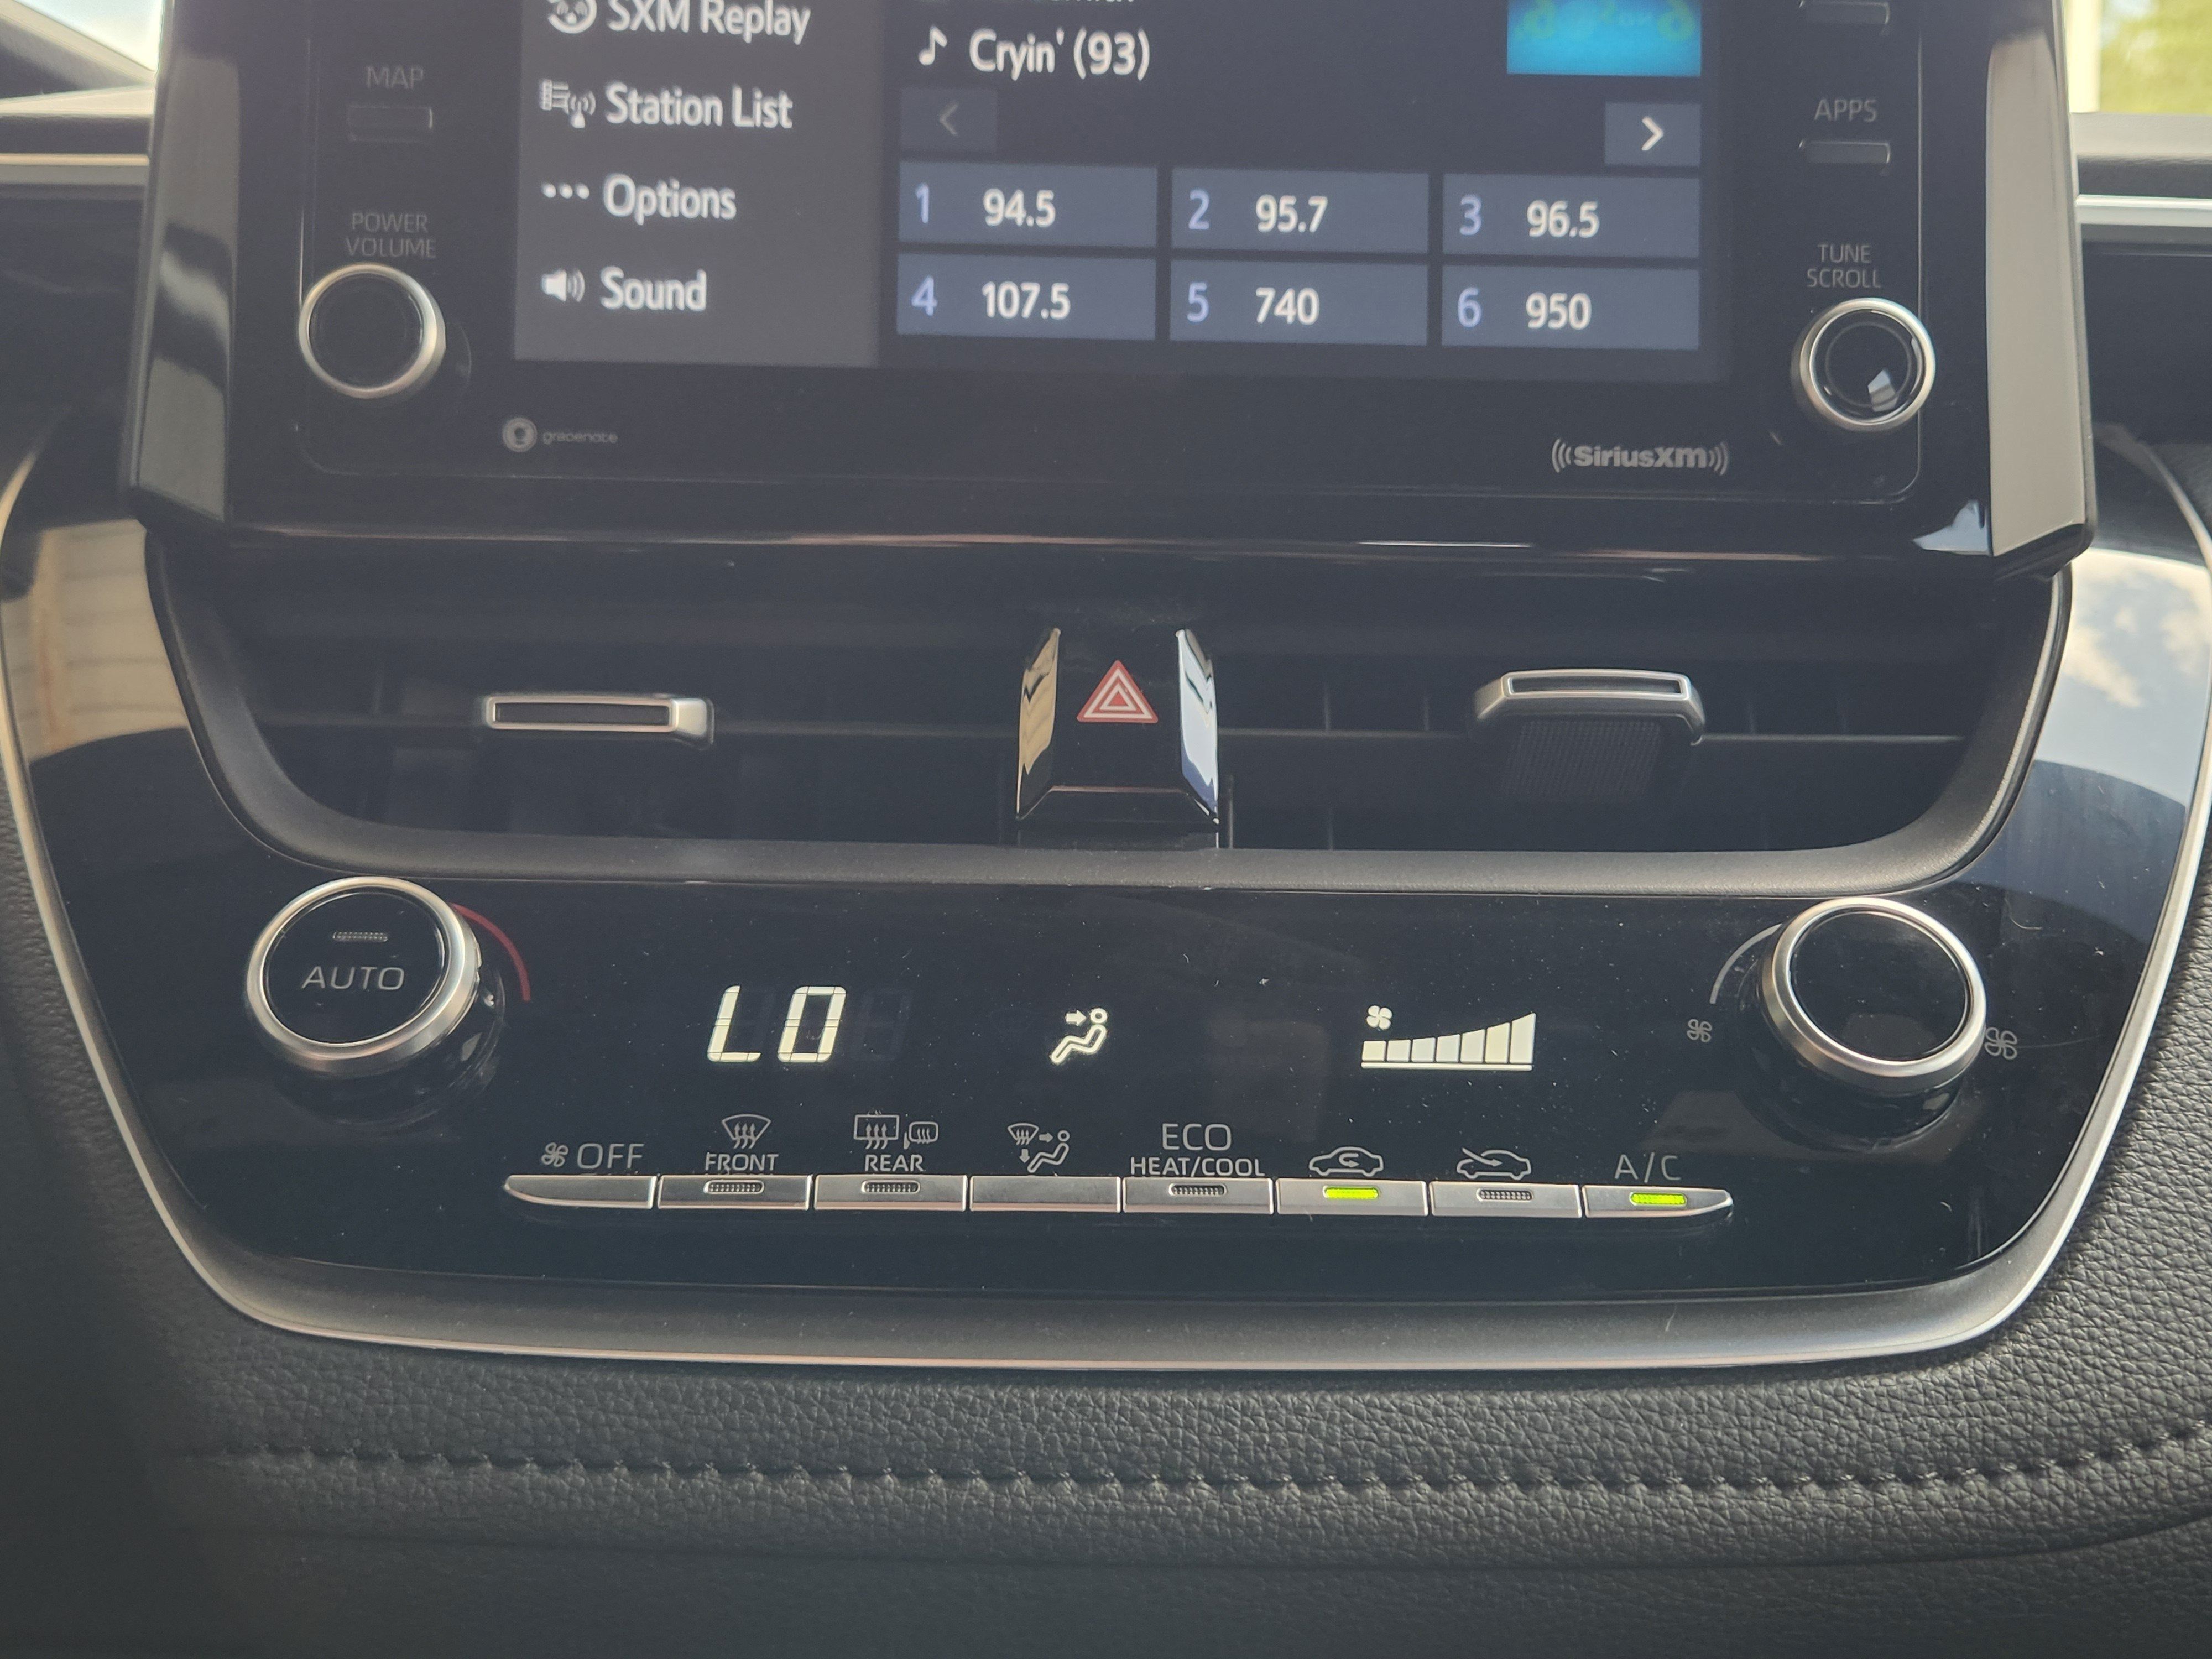 SXM Replay
Cryin' (93)
MAP
Station List
APPS
POWER
VOLUME
Options
1 94.5 2 95.7 3 96.5
TUNE
SCROLL
Sound
4 107.5 5 740 6 950
gracenote
SiriusXM
AUTO
LO
OFF
FRONT
REAR
ECO
HEAT/COOL
A/C